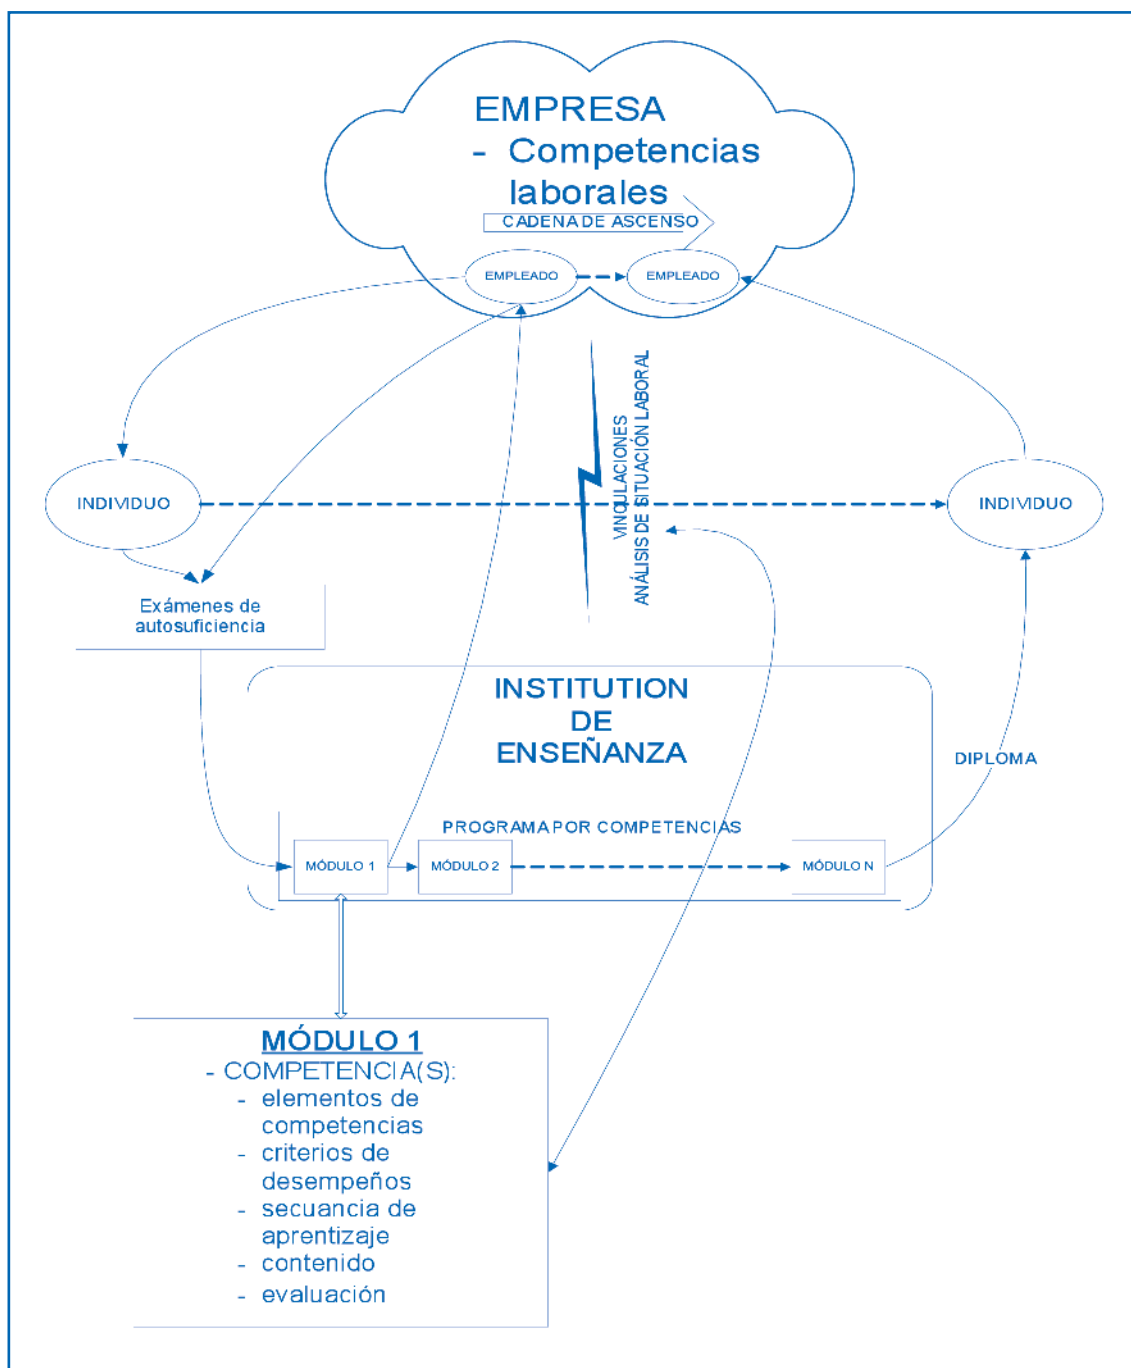 EMPRESA
- Competencias
laborales
CADENA DE ASCENSO
EMPLEADO
EMPLEADO
VINCULACIONES
ANÁLISIS DE SITUACIÓN LABORAL
INDIVIDUO
INDIVIDUO
Exámenes de
autosuficiencia
INSTITUTION
DE
ENSEÑANZA
DIPLOMA
PROGRAMA POR COMPETENCIAS
MÓDULO 1
MÓDULO 2
MÓDULO N
MÓDULO 1
- COMPETENCIA(S):
- elementos de
competencias
- criterios de
desempeños
- secuancia de
aprentizaje
- contenido
- evaluación